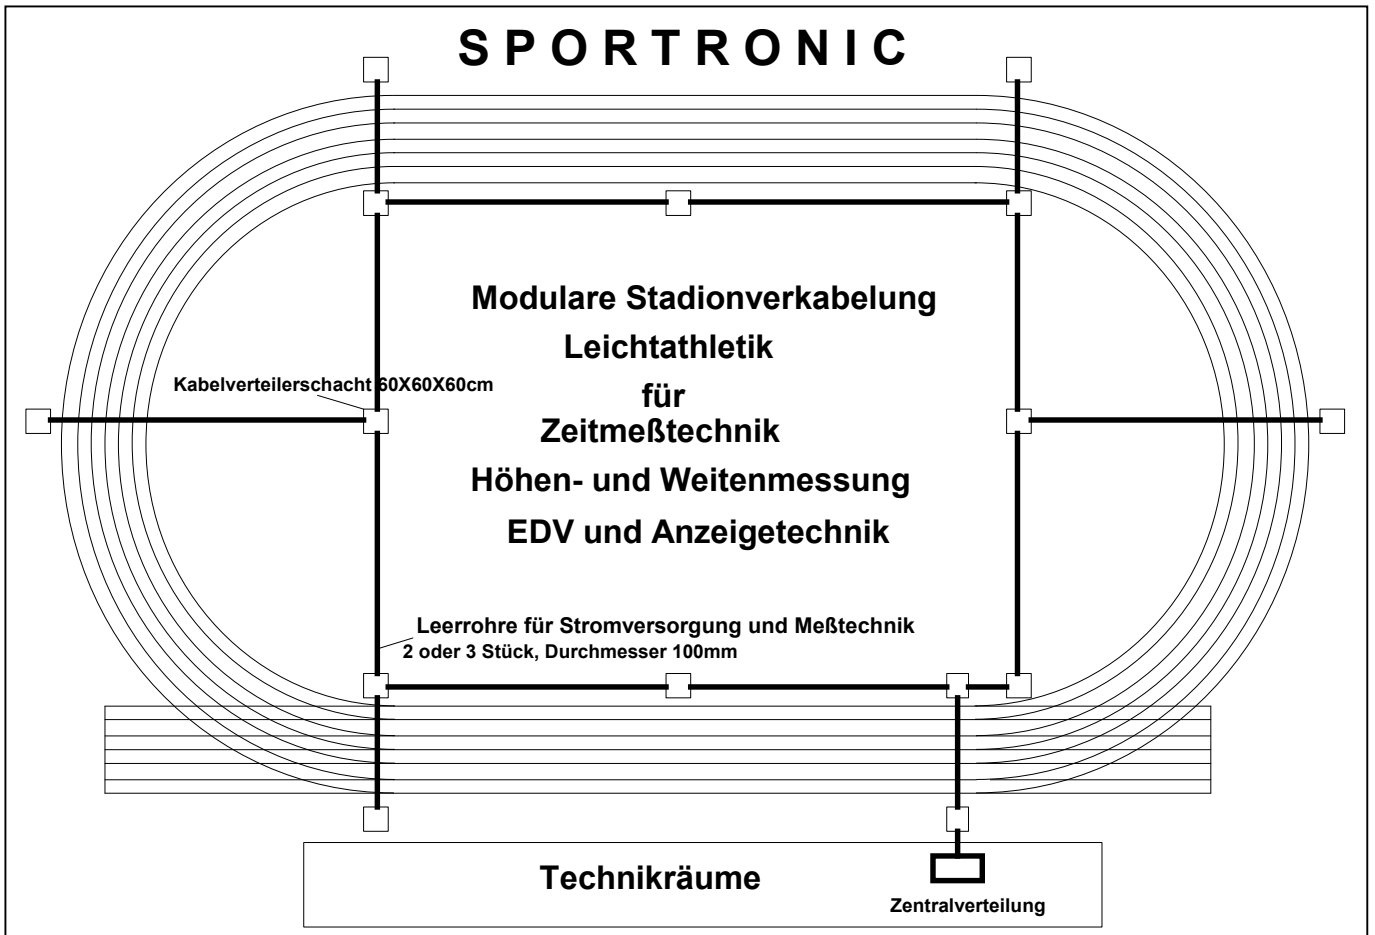 SPORTRONIC
Modulare Stadionverkabelung
Leichtathletik
Kabelverteilerschacht 60X60X60cm
für
Zeitmeßtechnik
Höhen- und Weitenmessung
EDV und Anzeigetechnik
Leerrohre für Stromversorgung und Meßtechnik
2 oder 3 Stück, Durchmesser 100mm
Technikräume
Zentralverteilung